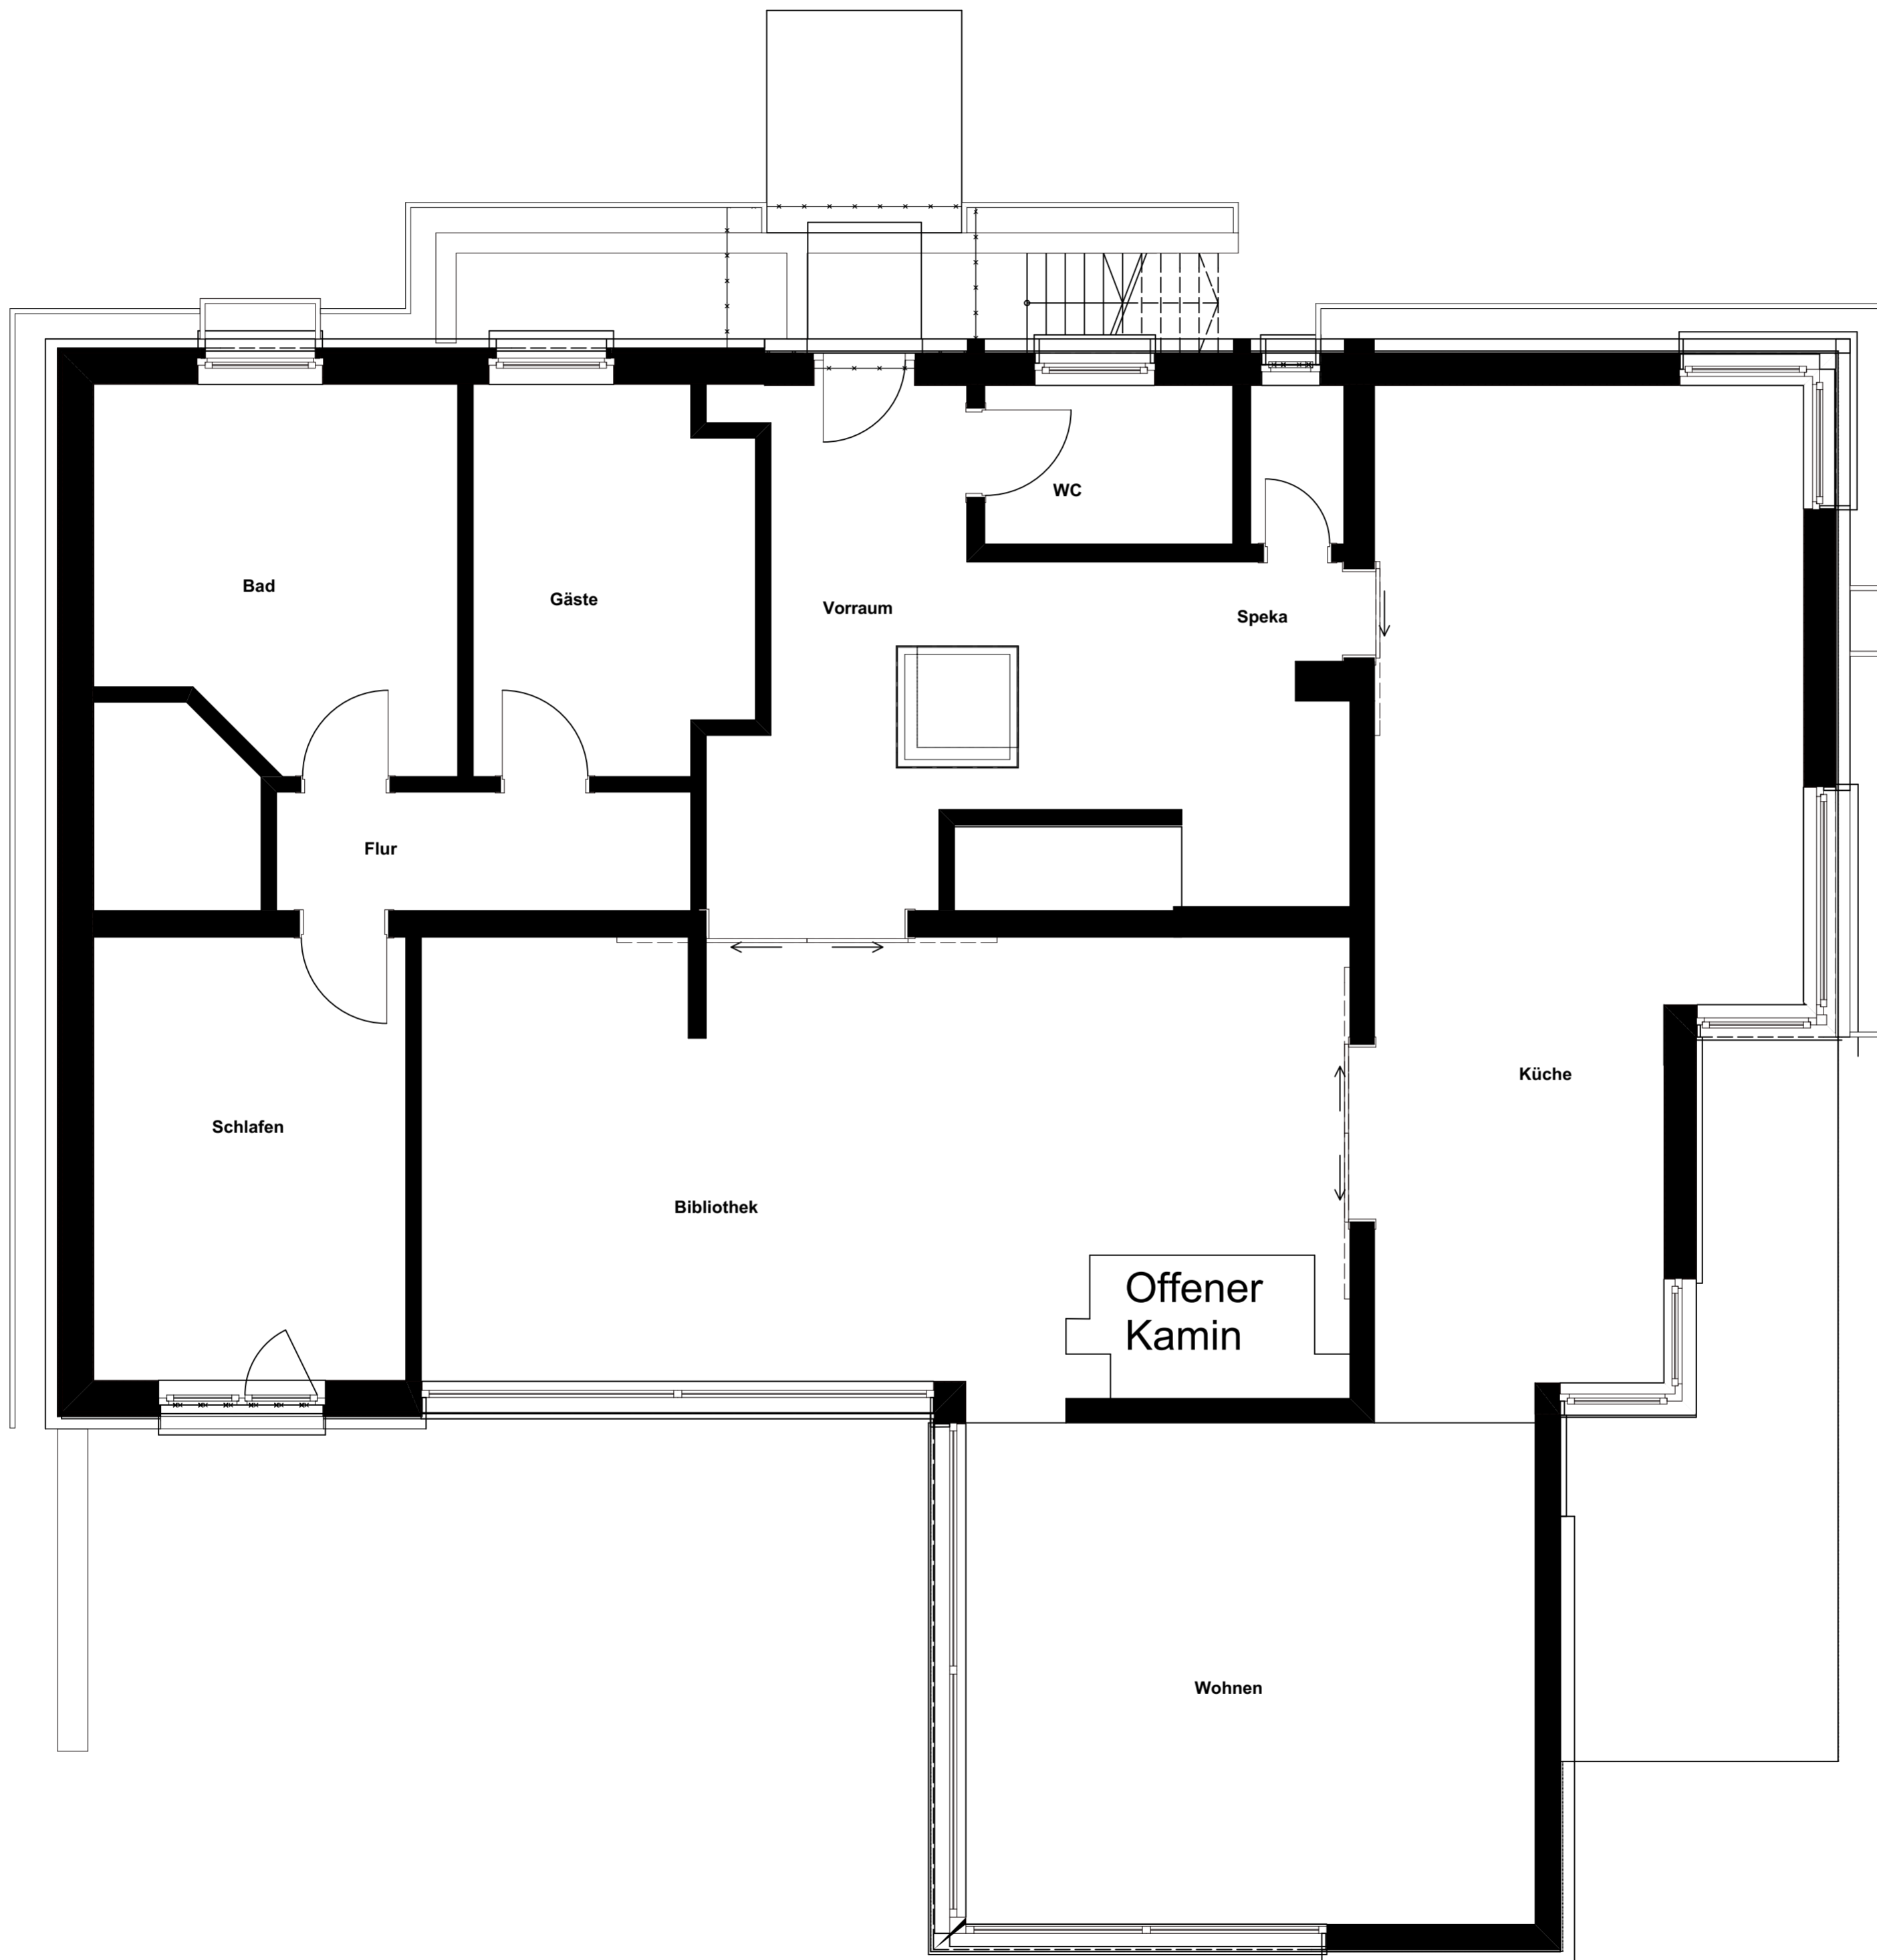 WC
Bad
Gäste
Vorraum
Speka
Flur
Küche
Schlafen
Bibliothek
Offener
Kamin
Wohnen